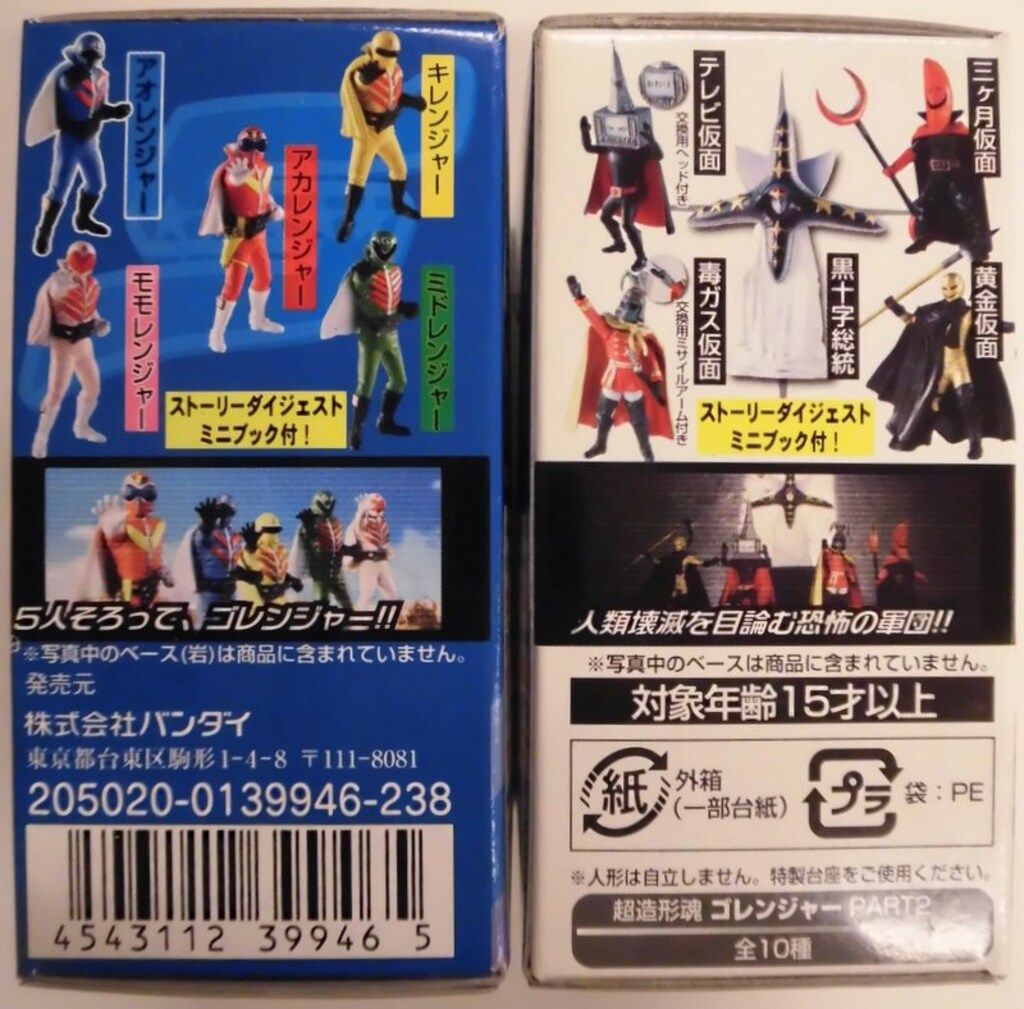 アオレンジャー
キレンジャー
アカレンジャー
モモレンジャー
ミドレンジャー
ストーリーダイジェスト
ミニブック付!
5人そろって、ゴレンジャー!!
※写真中のベース(岩)は商品に含まれていません。
発売元
株式会社バンダイ
東京都台東区駒形1-4-8 〒111-8081
205020-0139946-238
4543112 39946 5
テレビ仮面
交換用ヘッド付き
三ヶ月仮面
毒ガス仮面
交換用ミサイルアーム付き
黒十字総統
黄金仮面
ストーリーダイジェスト
ミニブック付!
人類壊滅を目論む恐怖の軍団!!
※写真中のベースは商品に含まれていません。
対象年齢15才以上
紙 外箱
(一部台紙)
プラ 袋:PE
※人形は自立しません。特製台座をご使用ください。
超造形魂 ゴレンジャー PART2
全10種